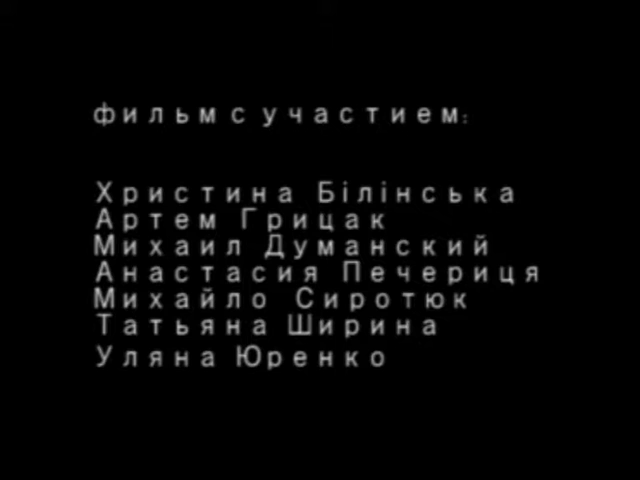 фильм с участием:
Христина Білінська
Артем Грицак
Михаил Думанский
Анастасия Печериця
Михайло Сиротюк
Татьяна Ширина
Уляна Юренко